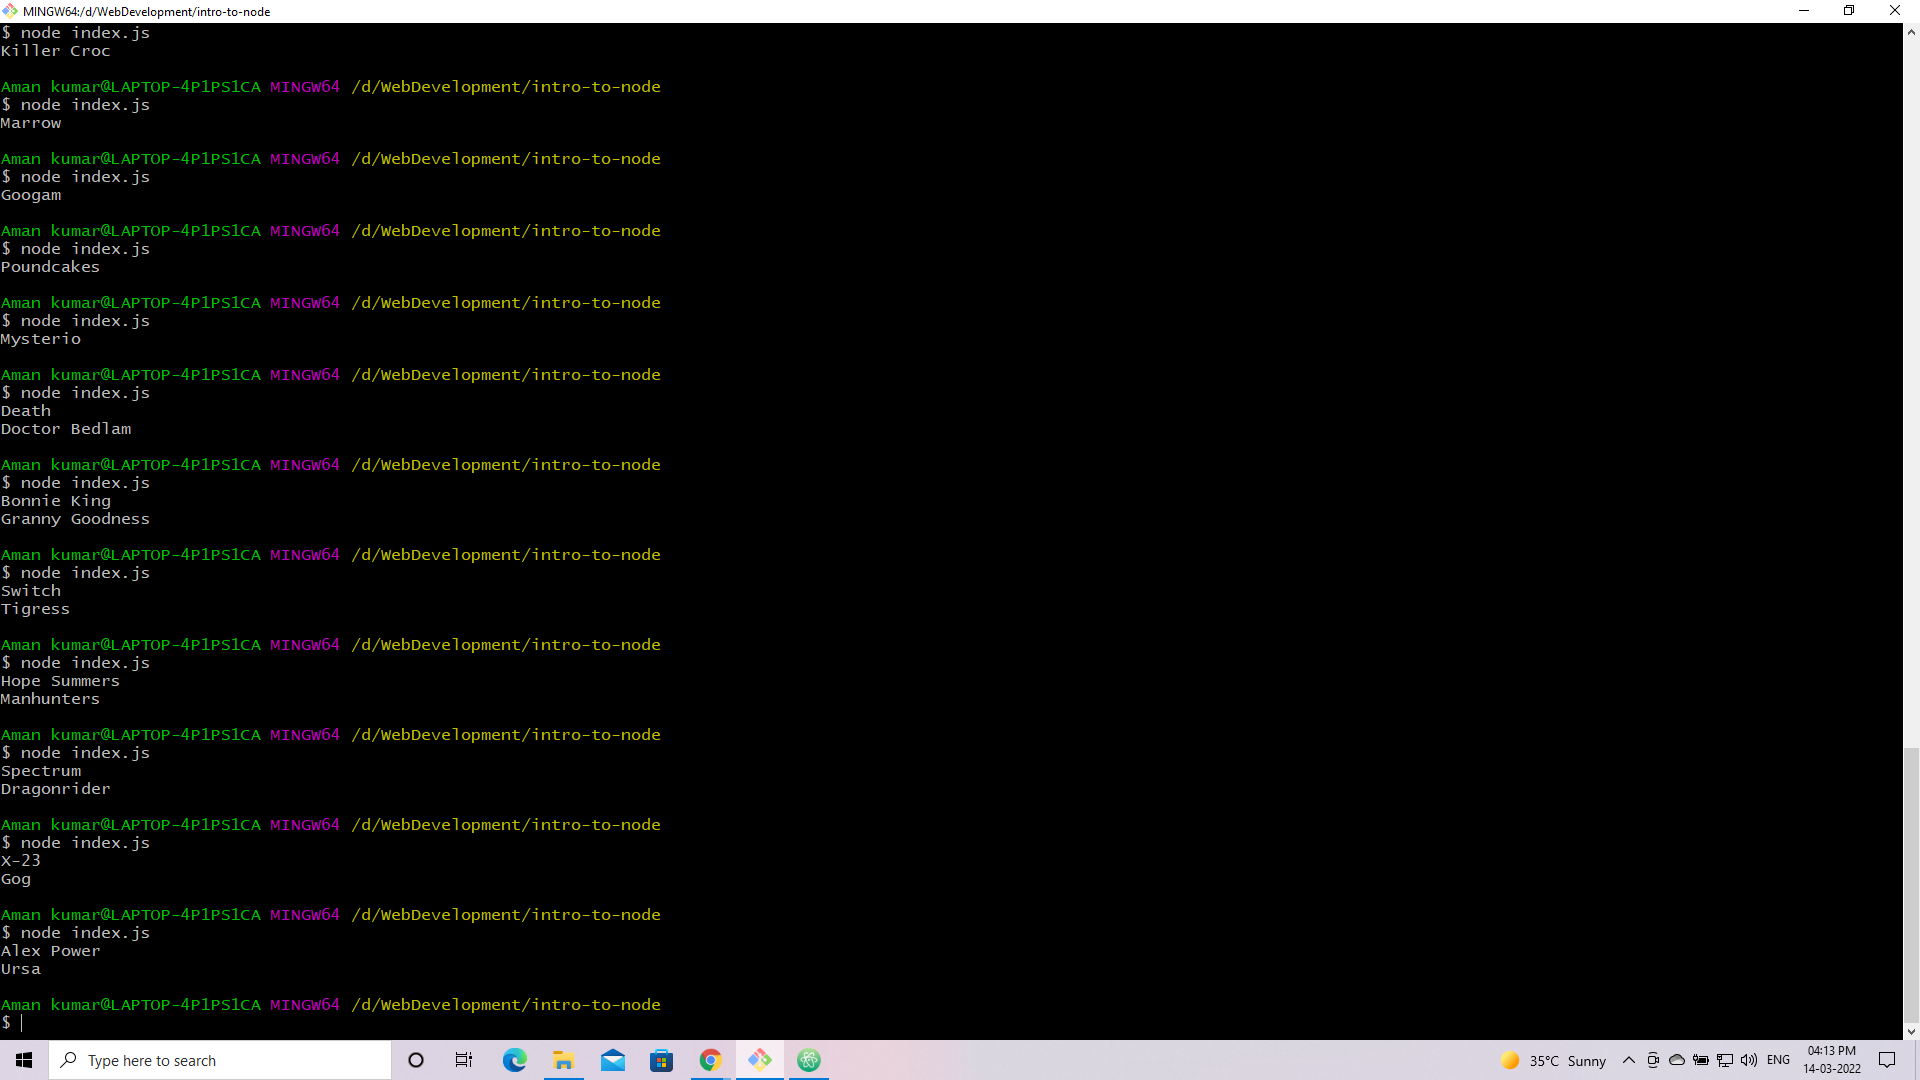 MINGW64:/d/WebDevelopment/intro-to-node
$ node index.js
Killer Croc
Aman kumar@LAPTOP-4P1PS1CA MINGW64 /d/WebDevelopment/intro-to-node
$ node index.js
Marrow
Aman kumar@LAPTOP-4P1PS1CA MINGW64 /d/WebDevelopment/intro-to-node
$ node index.js
Googam
Aman kumar@LAPTOP-4P1PS1CA MINGW64 /d/WebDevelopment/intro-to-node
$ node index.js
Poundcakes
Aman kumar@LAPTOP-4P1PS1CA MINGW64 /d/WebDevelopment/intro-to-node
$ node index.js
Mysterio
Aman kumar@LAPTOP-4P1PS1CA MINGW64 /d/WebDevelopment/intro-to-node
$ node index.js
Death
Doctor Bedlam
Aman kumar@LAPTOP-4P1PS1CA MINGW64 /d/WebDevelopment/intro-to-node
$ node index.js
Bonnie King
Granny Goodness
Aman kumar@LAPTOP-4P1PS1CA MINGW64 /d/WebDevelopment/intro-to-node
$ node index.js
Switch
Tigress
Aman kumar@LAPTOP-4P1PS1CA MINGW64 /d/WebDevelopment/intro-to-node
$ node index.js
Hope Summers
Manhunters
Aman kumar@LAPTOP-4P1PS1CA MINGW64 /d/WebDevelopment/intro-to-node
$ node index.js
Spectrum
Dragonrider
Aman kumar@LAPTOP-4P1PS1CA MINGW64 /d/WebDevelopment/intro-to-node
$ node index.js
X-23
Gog
Aman kumar@LAPTOP-4P1PS1CA MINGW64 /d/WebDevelopment/intro-to-node
$ node index.js
Alex Power
Ursa
Aman kumar@LAPTOP-4P1PS1CA MINGW64 /d/WebDevelopment/intro-to-node
$
Type here to search
35°C Sunny
ENG
04:13 PM
14-03-2022